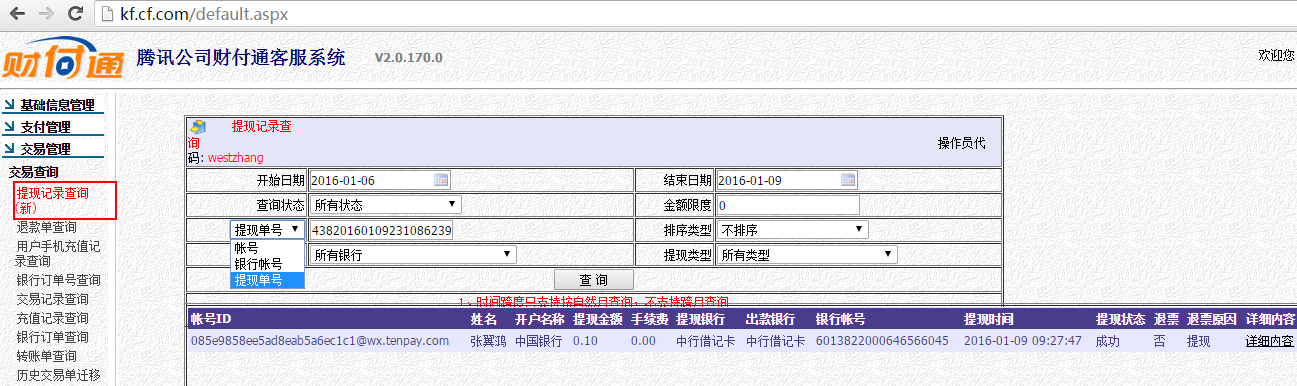 kf.cf.com/default.aspx
财付通 腾讯公司财付通客服系统 V2.0.170.0 欢迎您
基础信息管理
支付管理
交易管理
交易查询
提现记录查询
(新)
退款单查询
用户手机充值记
录查询
银行订单号查询
交易记录查询
充值记录查询
银行订单查询
转账单查询
历史交易单迁移
提现记录查
询 操作员代
码: westzhang
开始日期 2016-01-06 结束日期 2016-01-09
查询状态 所有状态 金额限度 0
提现单号 43820160109231086239 排序类型 不排序
所有银行 提现类型 所有类型
帐号
银行帐号
提现单号
查 询
1、时间跨度只支持按自然月查询，不支持跨月查询
帐号ID 姓名 开户名称 提现金额 手续费 提现银行 出款银行 银行帐号 提现时间 提现状态 退票 退票原因 详细内容
085e9858ee5ad8eab5a6ec1c1@wx.tenpay.com 张翼鸿 中国银行 0.10 0.00 中行借记卡 中行借记卡 6013822000646566045 2016-01-09 09:27:47 成功 否 提现 详细内容